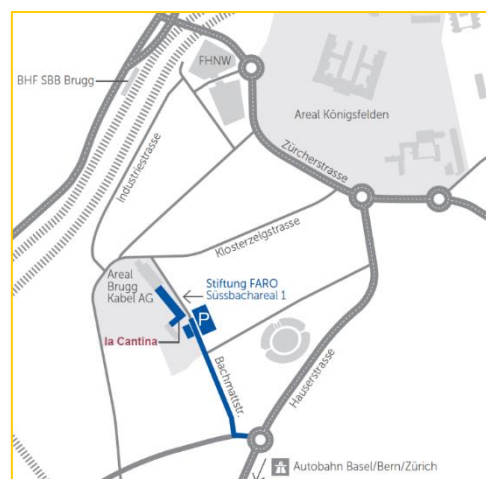 FHNW
BHF SBB Brugg
Areal Königsfelden
Zürcherstrasse
Industriestrasse
Klosterzelgstrasse
Areal
Brugg
Kabel AG
Stiftung FARO
Süssbachareal 1
P
la Cantina
Bachmattstr.
Hauserstrasse
Autobahn Basel/Bern/Zürich